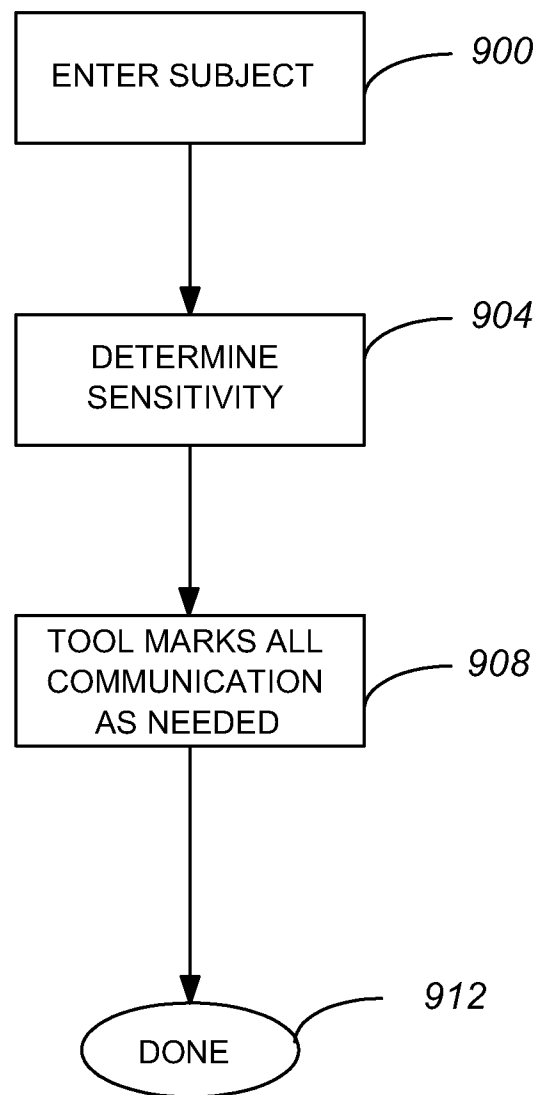 ENTER SUBJECT
900
DETERMINE
SENSITIVITY
904
TOOL MARKS ALL
COMMUNICATION
AS NEEDED
908
DONE
912